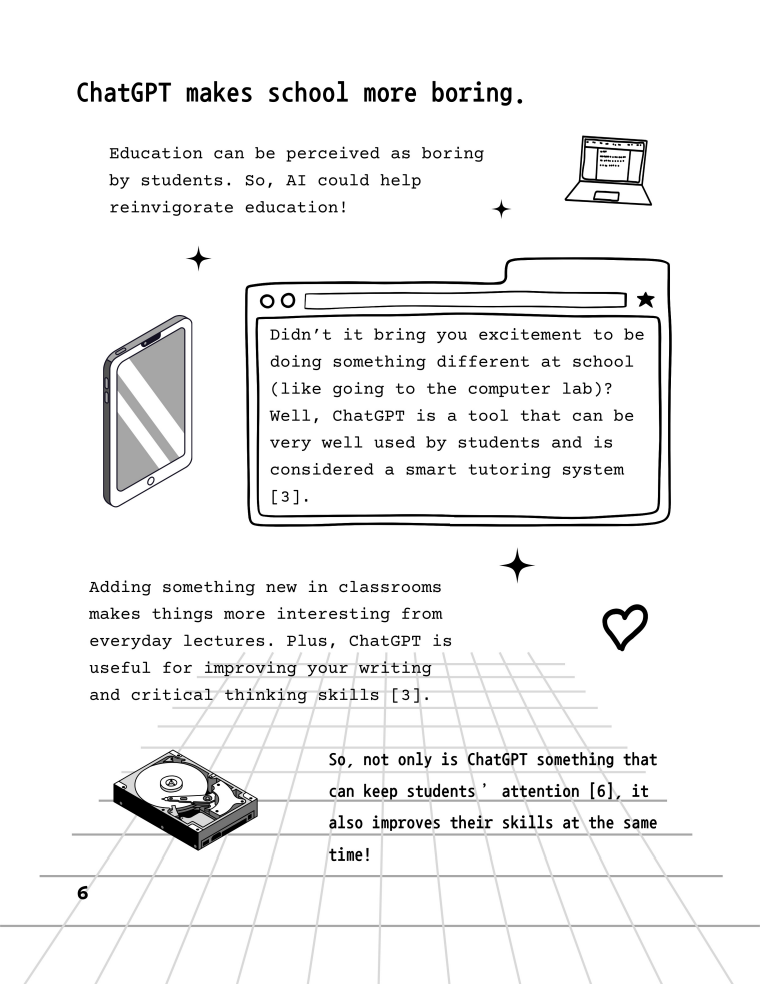 ChatGPT makes school more boring.
Education can be perceived as boring
by students. So, AI could help
reinvigorate education!
Didn't it bring you excitement to be
doing something different at school
(like going to the computer lab)?
Well, ChatGPT is a tool that can be
very well used by students and is
considered a smart tutoring system
[3].
Adding something new in classrooms
makes things more interesting from
everyday lectures. Plus, ChatGPT is
useful for improving your writing
and critical thinking skills [3].
So, not only is ChatGPT something that
can keep students’ attention [6], it
also improves their skills at the same
time!
6